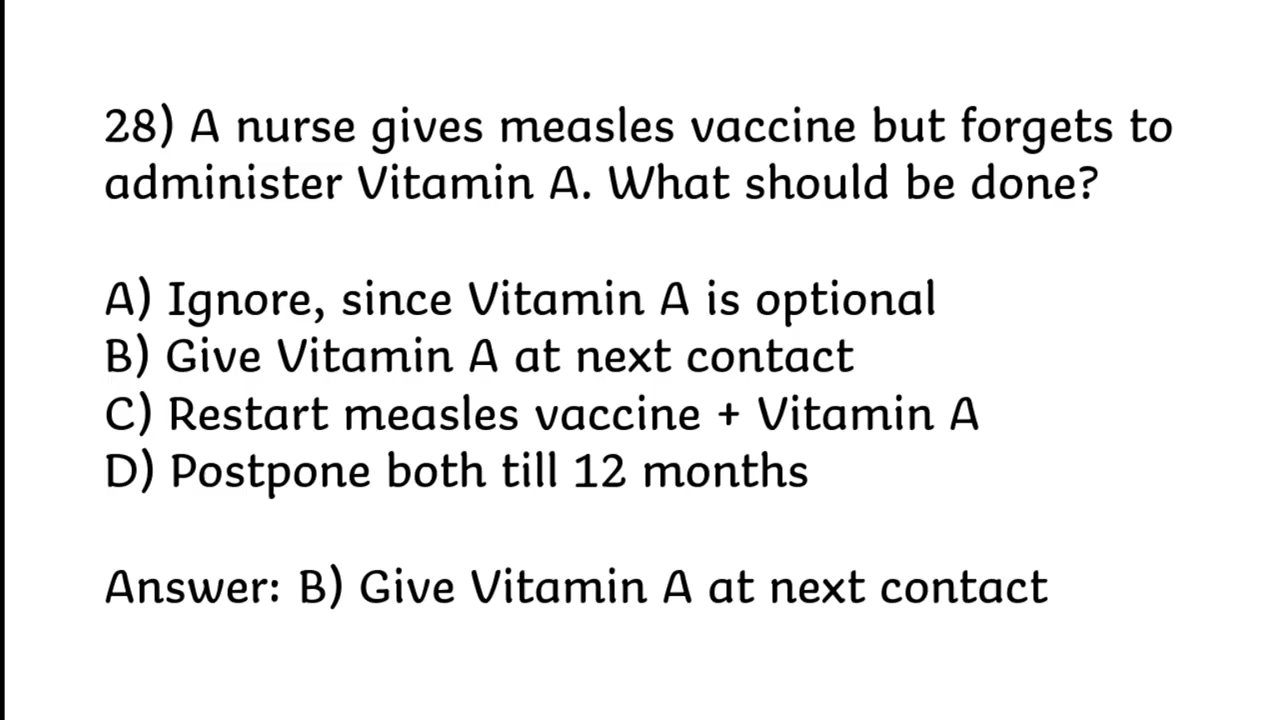 28) A nurse gives measles vaccine but forgets to
administer Vitamin A. What should be done?
A) Ignore, since Vitamin A is optional
B) Give Vitamin A at next contact
C) Restart measles vaccine + Vitamin A
D) Postpone both till 12 months
Answer: B) Give Vitamin A at next contact